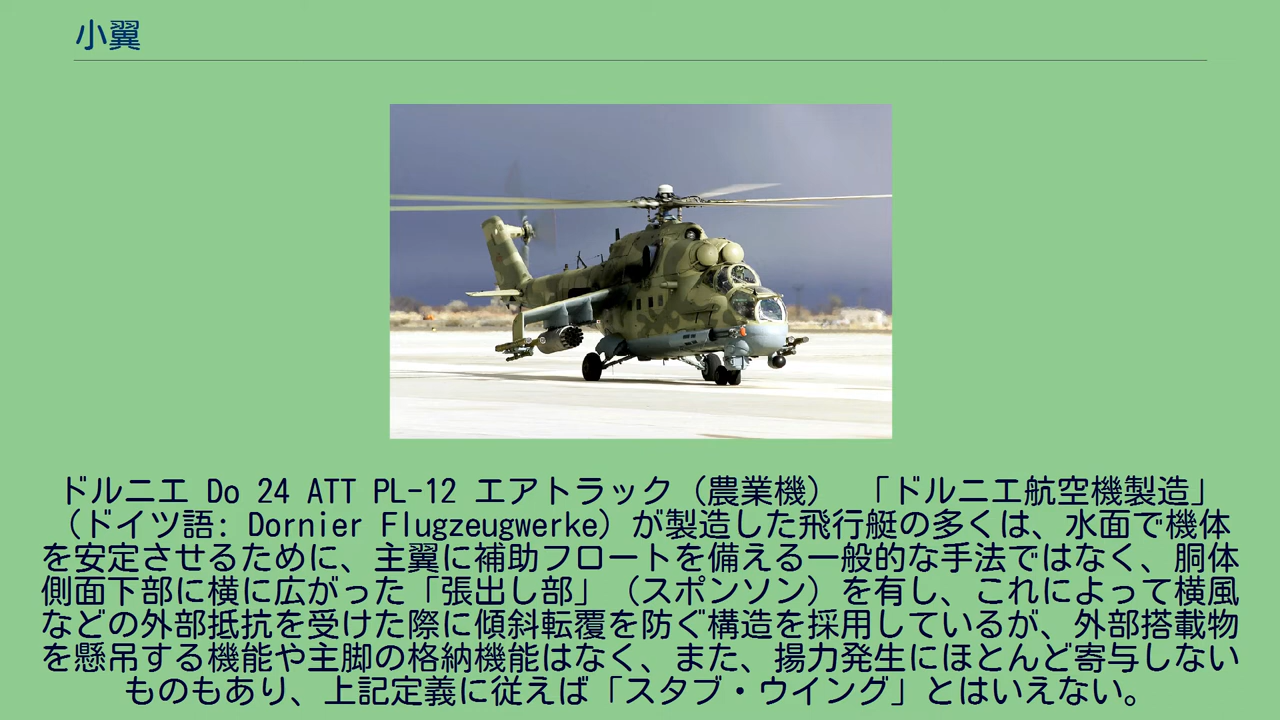 小翼
ドルニエ Do 24 ATT PL-12 エアトラック（農業機） 「ドルニエ航空機製造」
（ドイツ語: Dornier Flugzeugwerke）が製造した飛行艇の多くは、水面で機体
を安定させるために、主翼に補助フロートを備える一般的な手法ではなく、胴体
側面下部に横に広がった「張出し部」（スポンソン）を有し、これによって横風
などの外部抵抗を受けた際に傾斜転覆を防ぐ構造を採用しているが、外部搭載物
を懸吊する機能や主脚の格納機能はなく、また、揚力発生にほとんど寄与しない
ものもあり、上記定義に従えば「スタブ・ウイング」とはいえない。